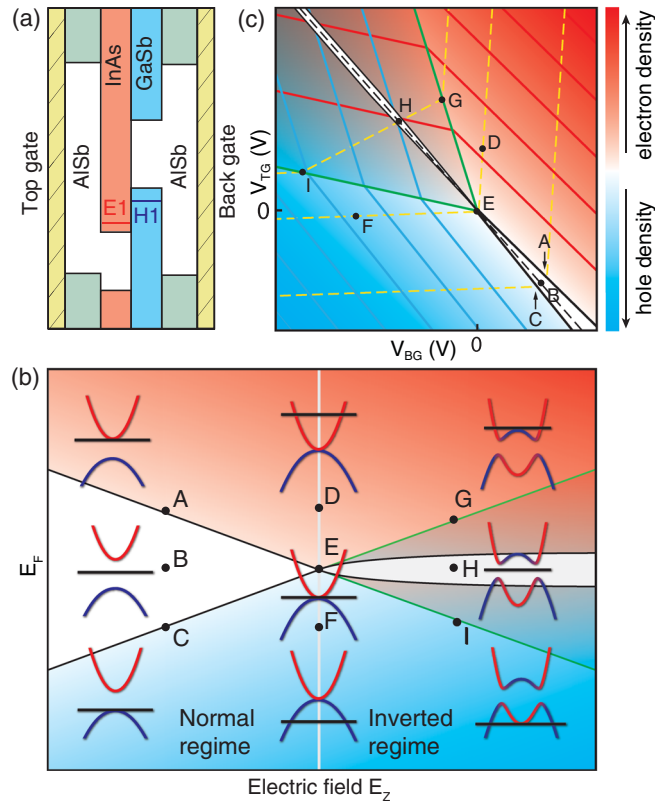 (a)
Top gate
AlSb
InAs
GaSb
AlSb
Back gate
E1
H1
(c)
V_TG (V)
0
H
G
D
I
E
F
A
B
C
V_BG (V)
0
electron density
hole density
(b)
E_F
A
B
C
D
E
F
G
H
I
Normal
regime
Inverted
regime
Electric field E_Z